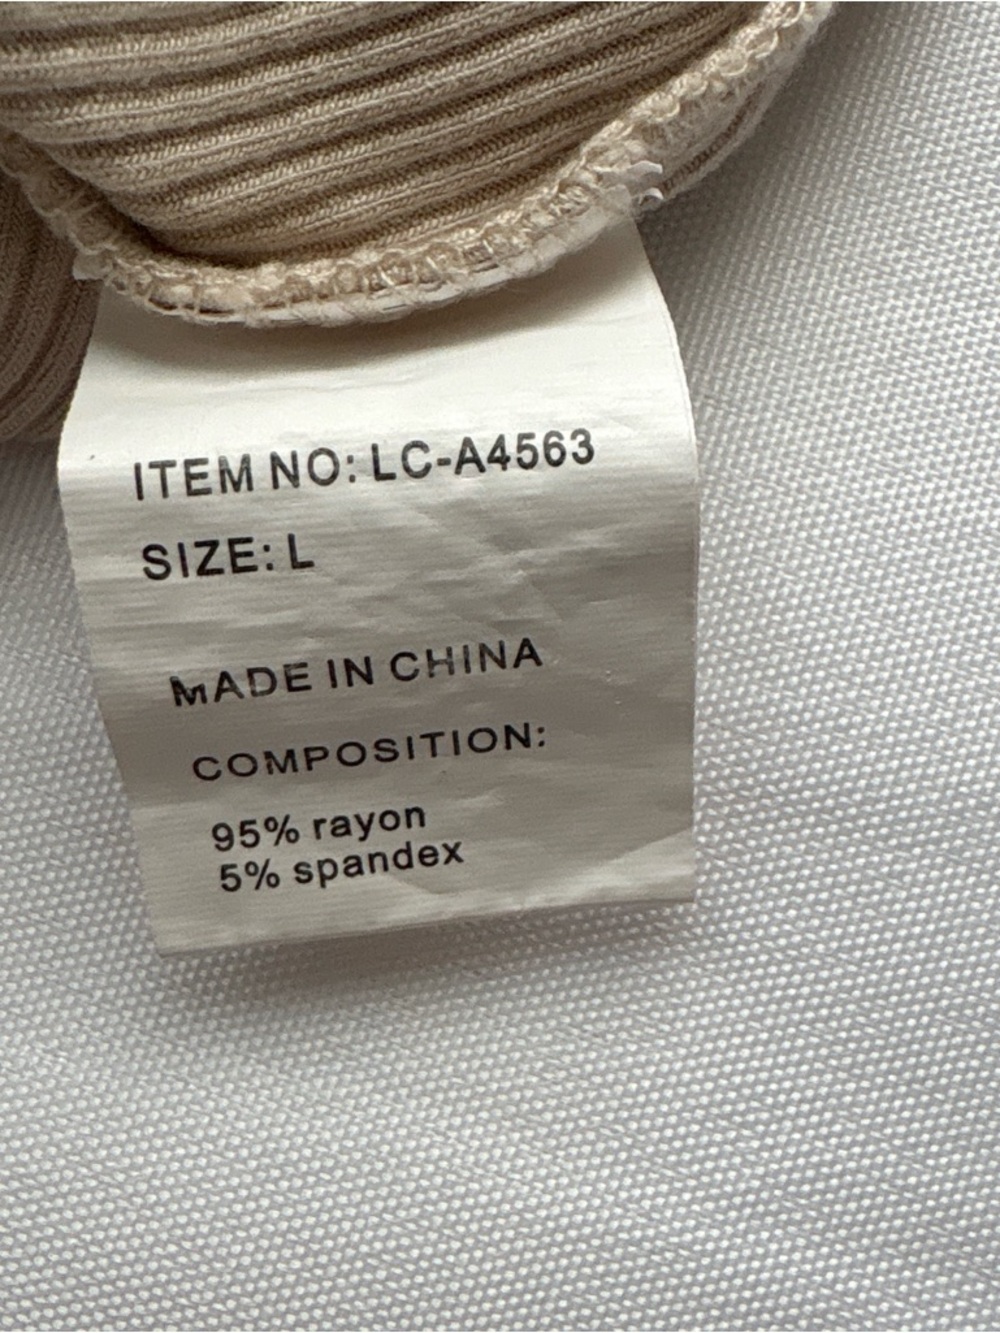 ITEM NO: LC-A4563
SIZE: L
MADE IN CHINA
COMPOSITION:
95% rayon
5% spandex